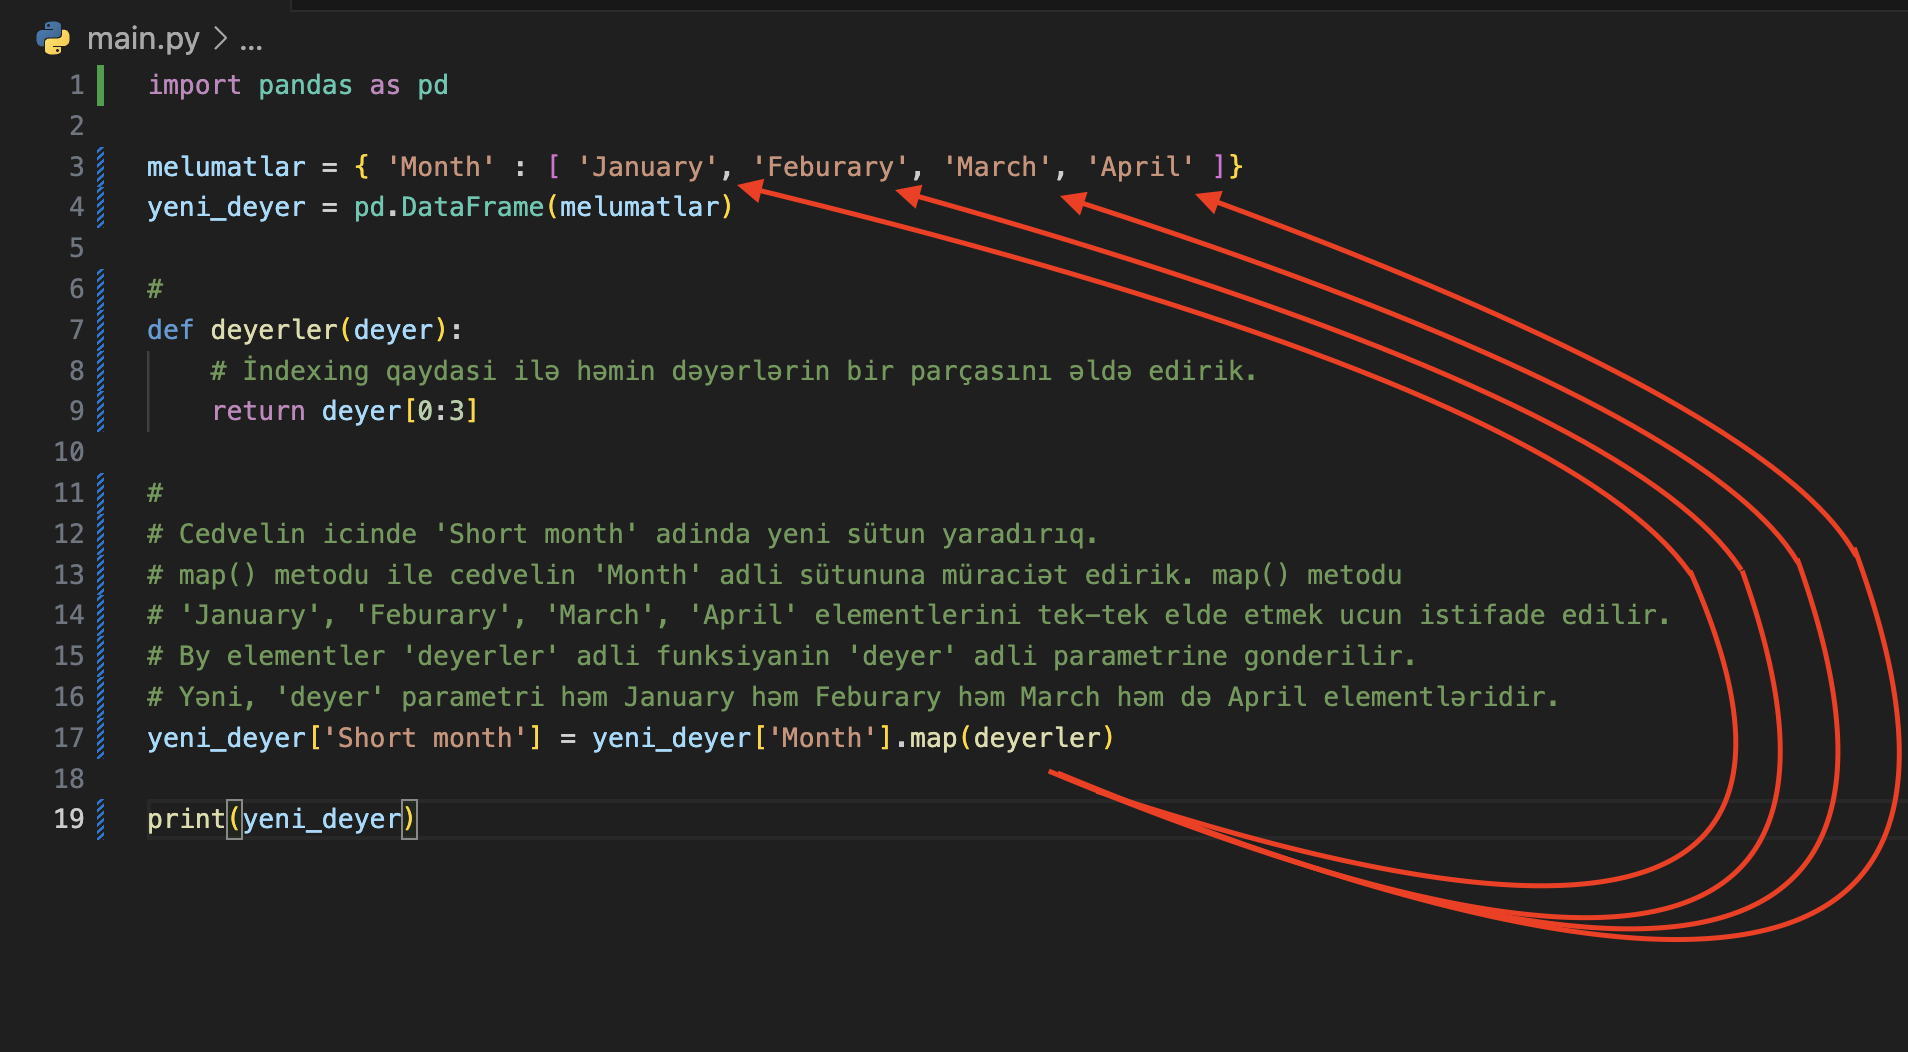 main.py > ...
1 import pandas as pd
2
3 melumatlar = { 'Month' : [ 'January', 'Feburary', 'March', 'April' ]}
4 yeni_deyer = pd.DataFrame(melumatlar)
5
6 #
7 def deyerler(deyer):
8 # İndexing qaydasi ilə həmin dəyərlərin bir parçasını əldə edirik.
9 return deyer[0:3]
10
11 #
12 # Cedvelin icinde 'Short month' adinda yeni sütun yaradırıq.
13 # map() metodu ile cedvelin 'Month' adli sütununa müraciət edirik. map() metodu
14 # 'January', 'Feburary', 'March', 'April' elementlerini tek-tek elde etmek ucun istifade edilir.
15 # By elementler 'deyerler' adli funksiyanin 'deyer' adli parametrine gonderilir.
16 # Yəni, 'deyer' parametri həm January həm Feburary həm March həm də April elementləridir.
17 yeni_deyer['Short month'] = yeni_deyer['Month'].map(deyerler)
18
19 print(yeni_deyer)